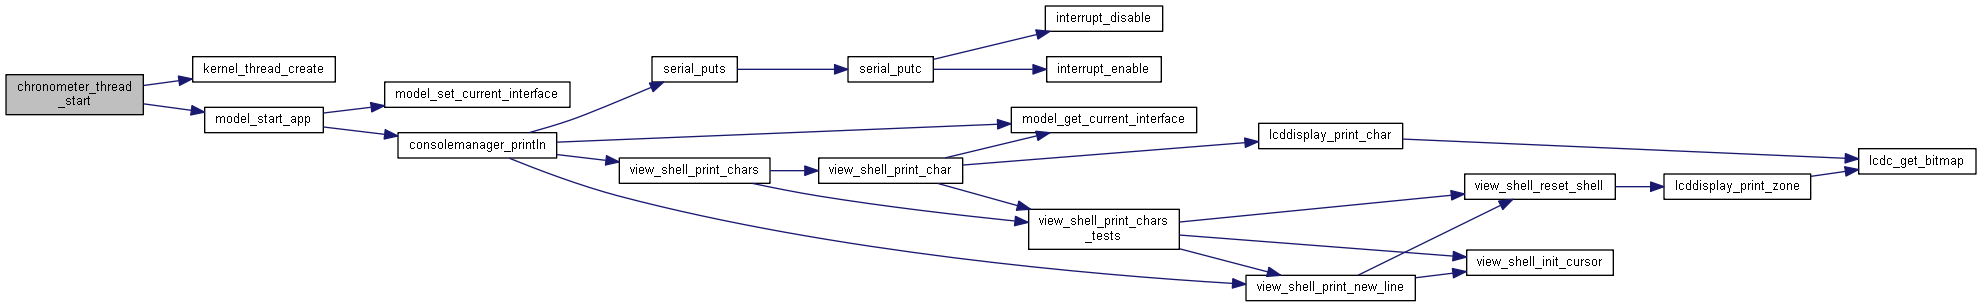 chronometer_thread
_start
kernel_thread_create
model_start_app
model_set_current_interface
consolemanager_println
serial_puts
serial_putc
interrupt_disable
interrupt_enable
model_get_current_interface
view_shell_print_chars
view_shell_print_char
lcddisplay_print_char
view_shell_print_chars
_tests
view_shell_print_new_line
view_shell_reset_shell
view_shell_init_cursor
lcddisplay_print_zone
lcdc_get_bitmap